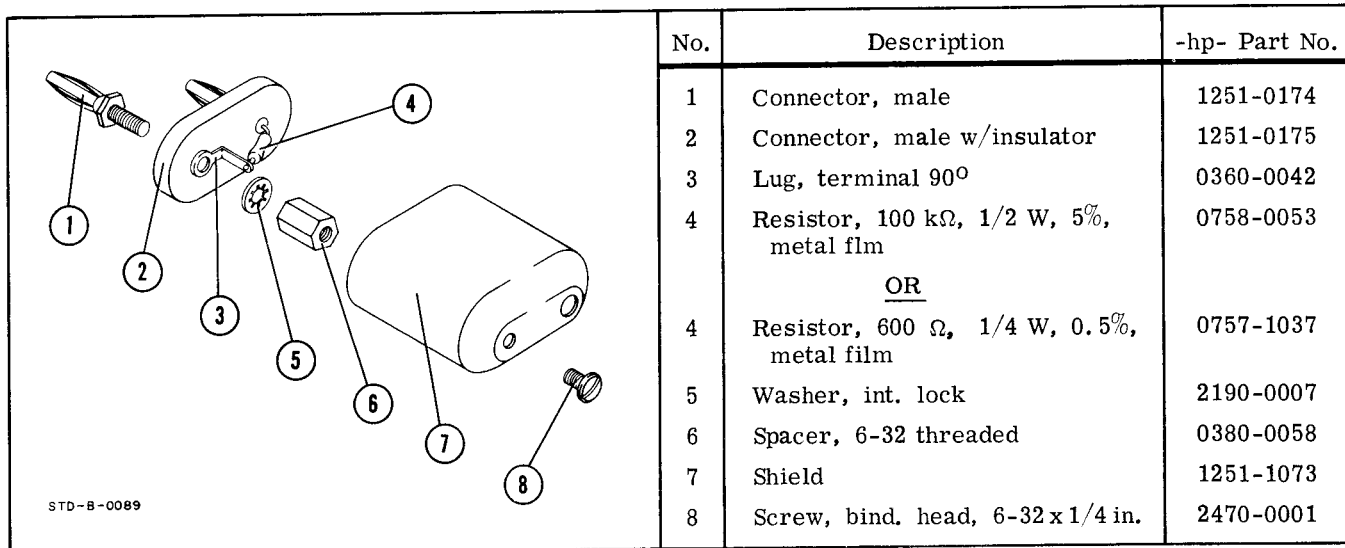 No. Description -hp- Part No.
1 Connector, male 1251-0174
2 Connector, male w/insulator 1251-0175
3 Lug, terminal 90° 0360-0042
4 Resistor, 100 kΩ, 1/2 W, 5%, 0758-0053
metal flm
OR
4 Resistor, 600 Ω, 1/4 W, 0.5%, 0757-1037
metal film
5 Washer, int. lock 2190-0007
6 Spacer, 6-32 threaded 0380-0058
7 Shield 1251-1073
8 Screw, bind. head, 6-32 x 1/4 in. 2470-0001
1
2
3
4
5
6
7
8
STD-B-0089